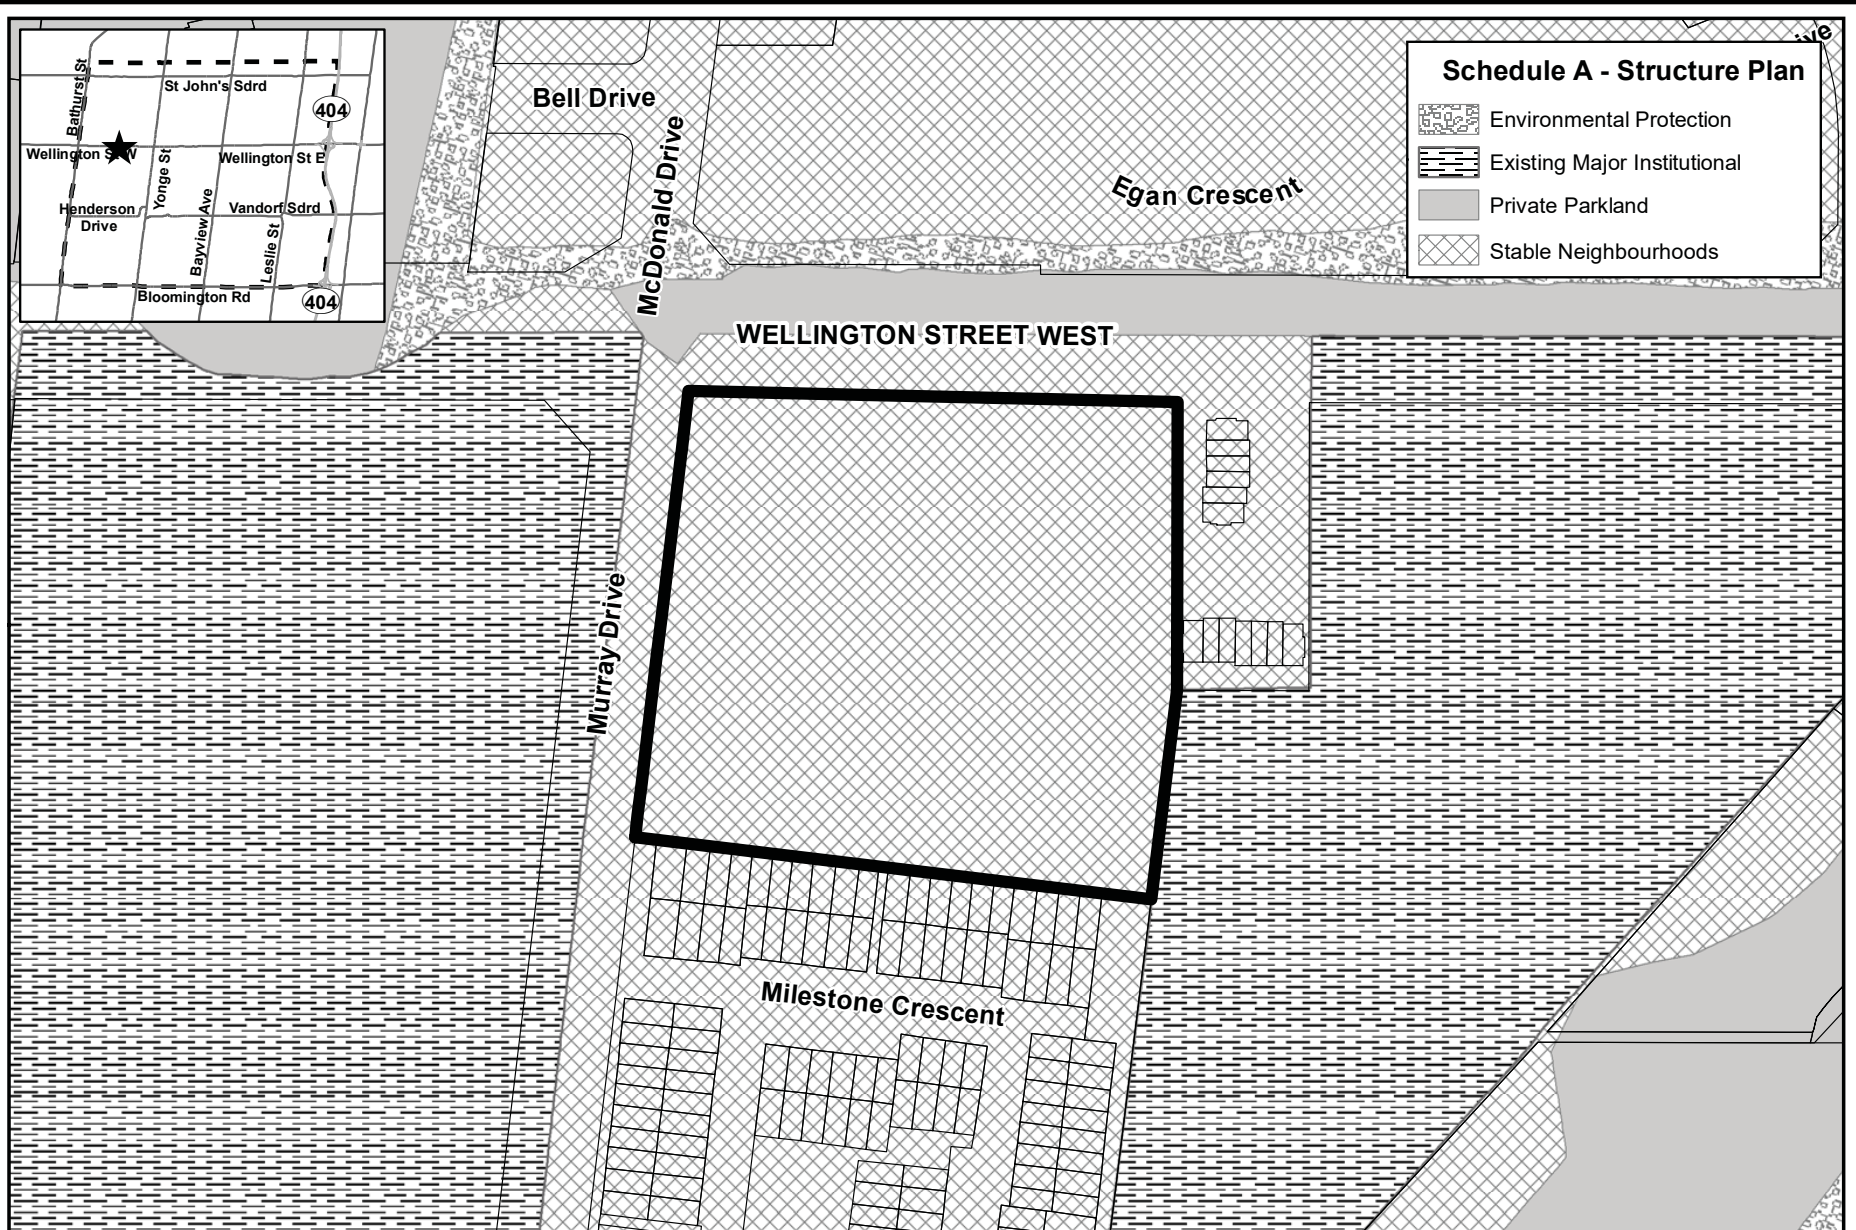 Bathurst St
St John's Sdrd
404
Wellington St W
Wellington St E
Yonge St
Henderson
Drive
Bayview Ave
Vandorf Sdrd
Leslie St
Bloomington Rd
404
Bell Drive
McDonald Drive
Egan Crescent
Schedule A - Structure Plan
Environmental Protection
Existing Major Institutional
Private Parkland
Stable Neighbourhoods
WELLINGTON STREET WEST
Murray Drive
Milestone Crescent